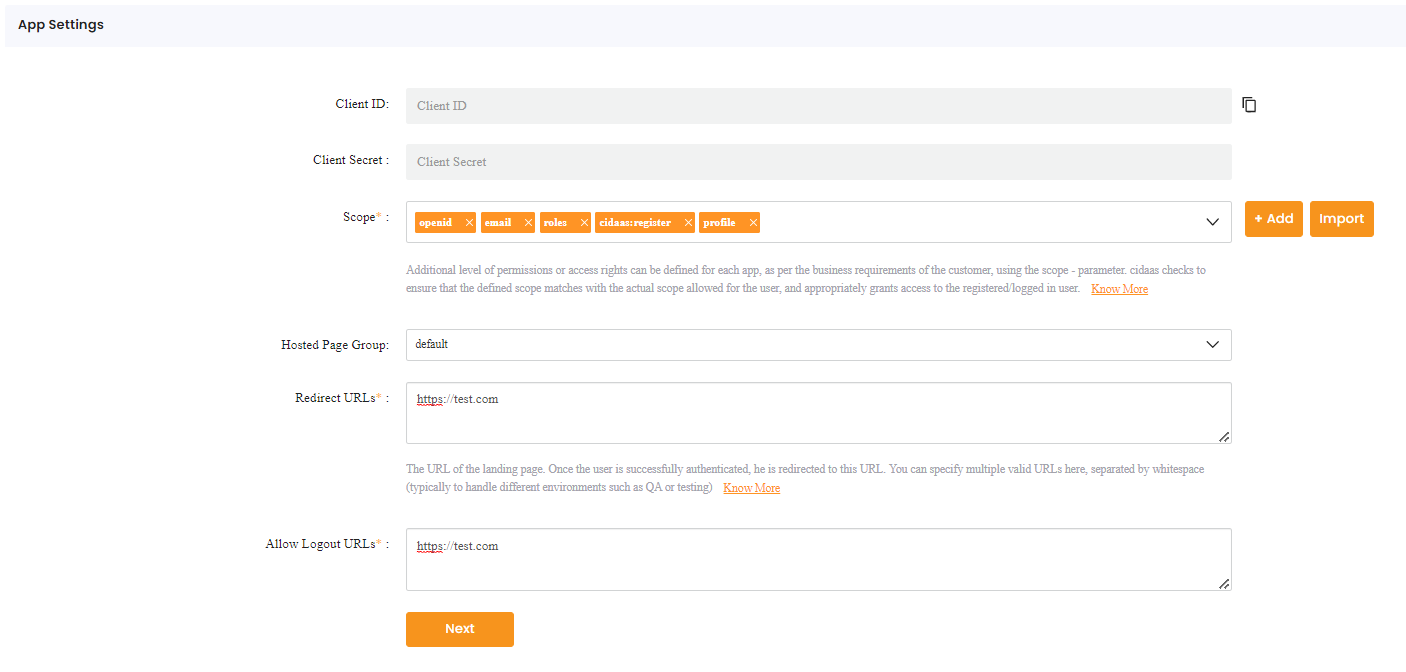 App Settings
Client ID: Client ID
Client Secret : Client Secret
Scope* : openid × email × roles × cidaas:register × profile × + Add Import
Additional level of permissions or access rights can be defined for each app, as per the business requirements of the customer, using the scope - parameter. cidaas checks to
ensure that the defined scope matches with the actual scope allowed for the user, and appropriately grants access to the registered/logged in user. Know More
Hosted Page Group: default
Redirect URLs* : https://test.com
The URL of the landing page. Once the user is successfully authenticated, he is redirected to this URL. You can specify multiple valid URLs here, separated by whitespace
(typically to handle different environments such as QA or testing) Know More
Allow Logout URLs* : https://test.com
Next